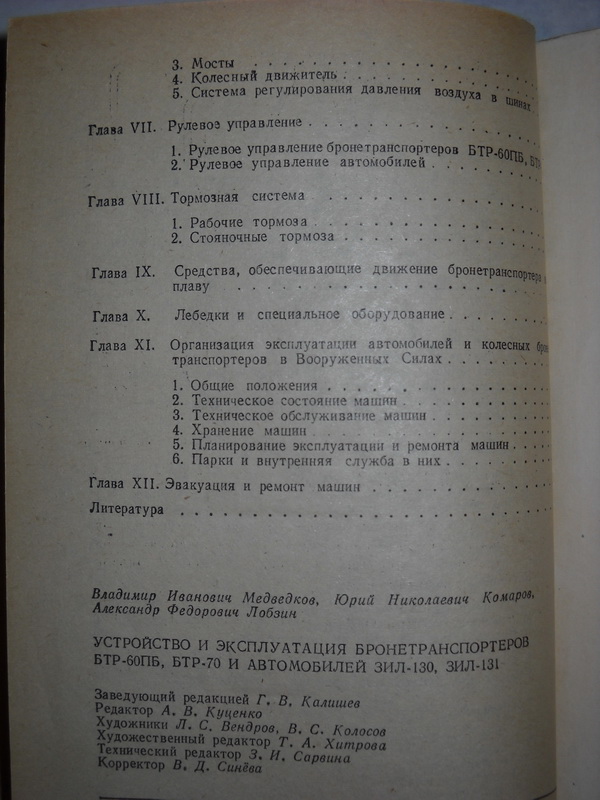 3. Мосты . . . . . . . . . . . . . .
4. Колесный движитель . . . . . . . . .
5. Система регулирования давления воздуха в шинах
Глава VII. Рулевое управление . . . . . . . . . . .
1. Рулевое управление бронетранспортеров БТР-60ПБ,
2. Рулевое управление автомобилей . . . . . .
Глава VIII. Тормозная система . . . . . . . . . . .
1. Рабочие тормоза . . . . . . . . . . .
2. Стояночные тормоза . . . . . . . . . .
Глава IX. Средства, обеспечивающие движение бронетранспортера
плаву . . . . . . . . . . . . . .
Глава X. Лебедки и специальное оборудование . . . . .
Глава XI. Организация эксплуатации автомобилей и колесных
транспортеров в Вооруженных Силах . . . . .
1. Общие положения . . . . . . . . . . .
2. Техническое состояние машин . . . . . . .
3. Техническое обслуживание машин . . . . . .
4. Хранение машин . . . . . . . . . . .
5. Планирование эксплуатации и ремонта машин . .
6. Парки и внутренняя служба в них . . . . .
Глава XII. Эвакуация и ремонт машин . . . . . . . .
Литература . . . . . . . . . . . . . . . . .
Владимир Иванович Медведков, Юрий Николаевич Комаров,
Александр Федорович Лобзин
УСТРОЙСТВО И ЭКСПЛУАТАЦИЯ БРОНЕТРАНСПОРТЕРОВ
БТР-60ПБ, БТР-70 И АВТОМОБИЛЕЙ ЗИЛ-130, ЗИЛ-131
Заведующий редакцией Г. В. Калишев
Редактор А. В. Куценко
Художники Л. С. Вендров, В. С. Колосов
Художественный редактор Т. А. Хитрова
Технический редактор З. И. Сарвина
Корректор В. Д. Синёва